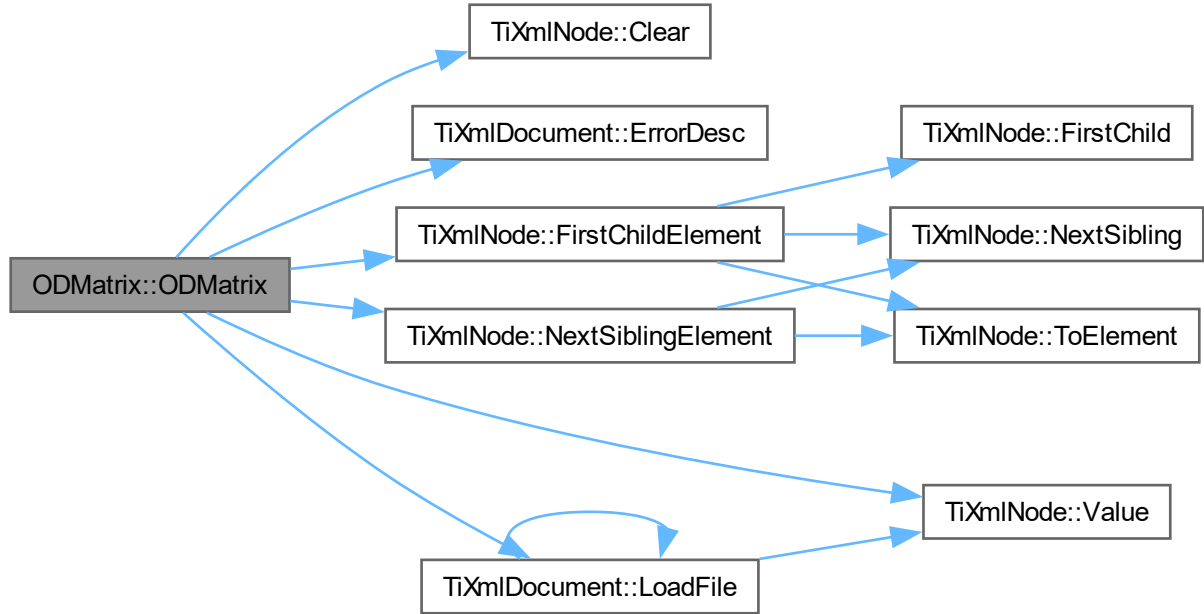 TiXmlNode::Clear
TiXmlDocument::ErrorDesc
TiXmlNode::FirstChild
TiXmlNode::FirstChildElement
TiXmlNode::NextSibling
ODMatrix::ODMatrix
TiXmlNode::NextSiblingElement
TiXmlNode::ToElement
TiXmlNode::Value
TiXmlDocument::LoadFile